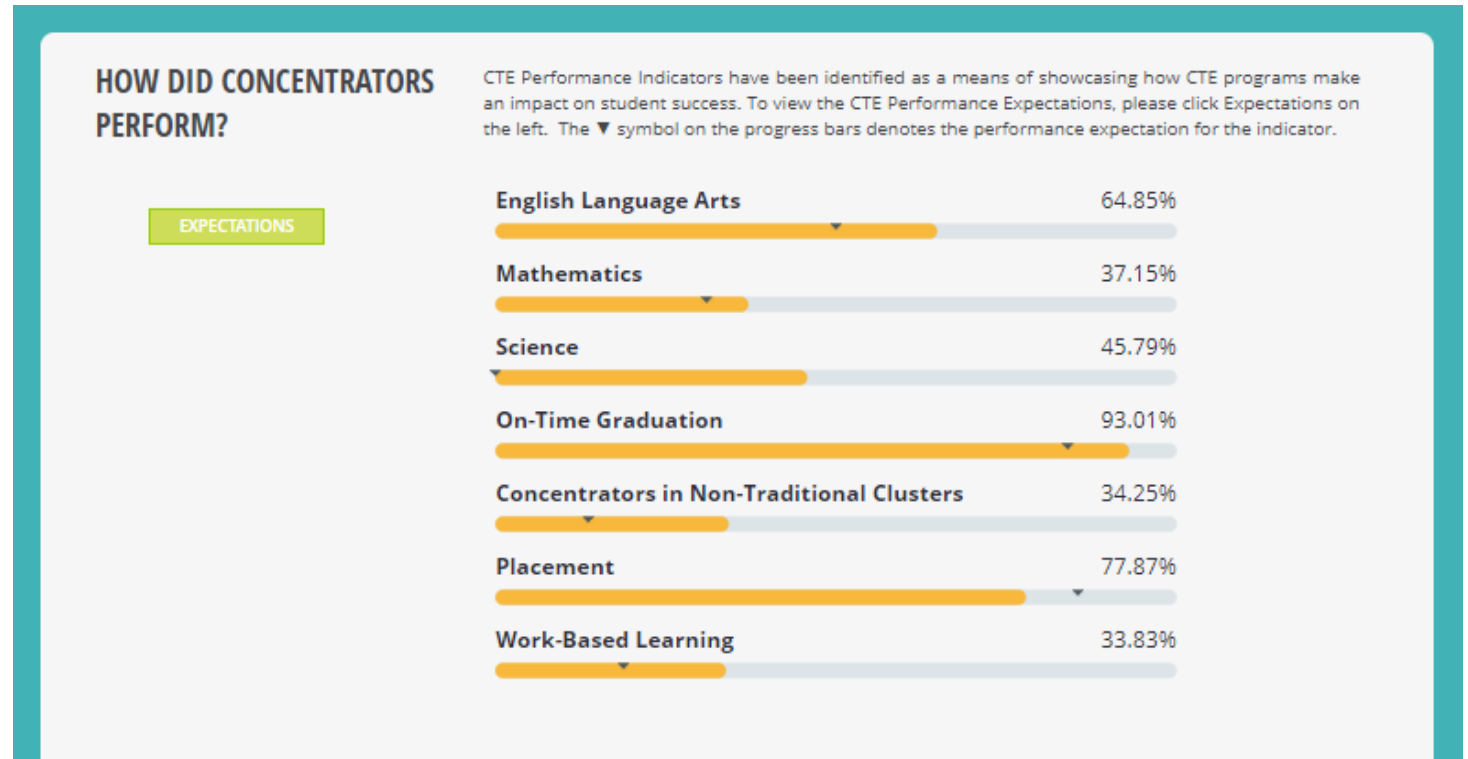 HOW DID CONCENTRATORS
PERFORM?
CTE Performance Indicators have been identified as a means of showcasing how CTE programs make
an impact on student success. To view the CTE Performance Expectations, please click Expectations on
the left. The ▼ symbol on the progress bars denotes the performance expectation for the indicator.
EXPECTATIONS
English Language Arts 64.85%
Mathematics 37.15%
Science 45.79%
On-Time Graduation 93.01%
Concentrators in Non-Traditional Clusters 34.25%
Placement 77.87%
Work-Based Learning 33.83%